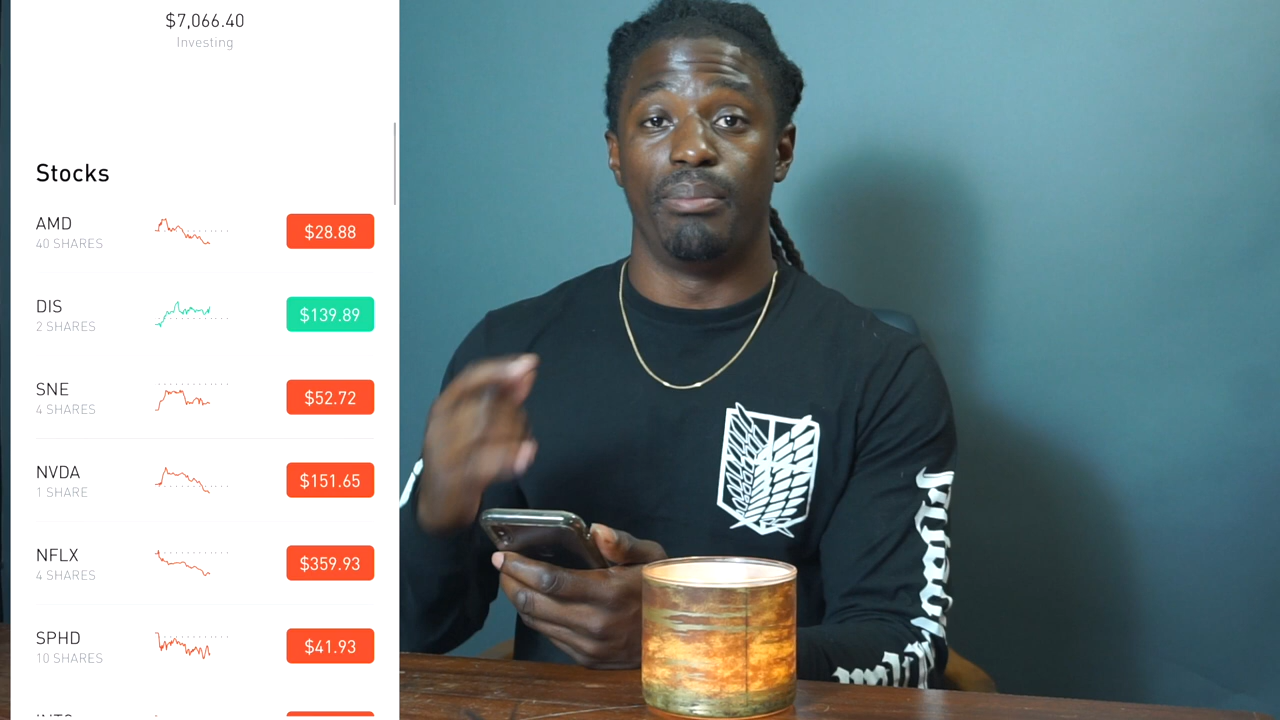 $7,066.40
Investing
Stocks
AMD
40 SHARES
$28.88
DIS
2 SHARES
$139.89
SNE
4 SHARES
$52.72
NVDA
1 SHARE
$151.65
NFLX
4 SHARES
$359.93
SPHD
10 SHARES
$41.93